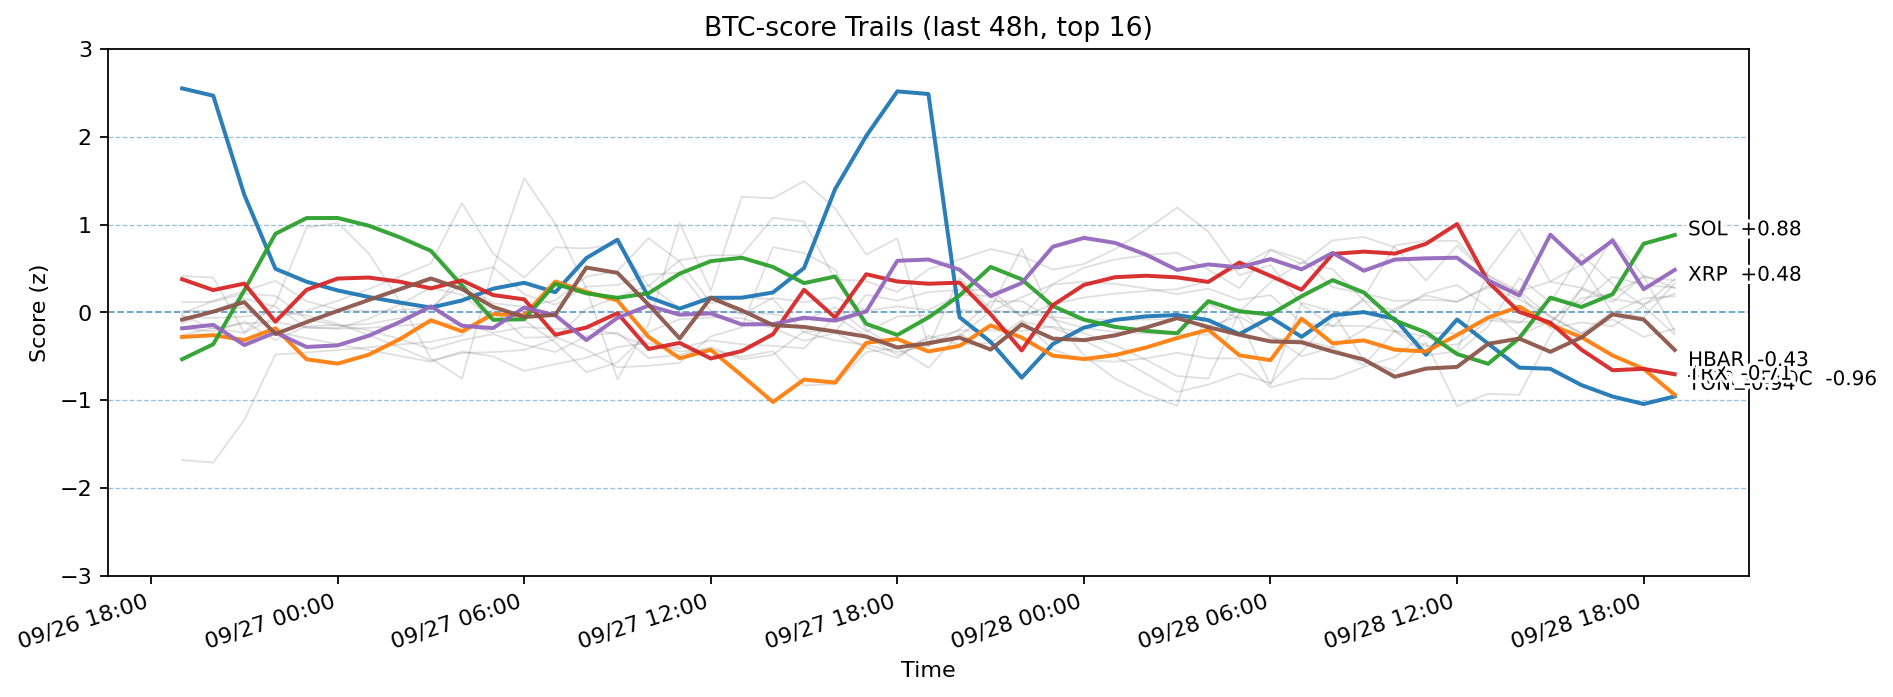 BTC-score Trails (last 48h, top 16)
3
2
1
0
−1
−2
−3
Score (z)
SOL +0.88
XRP +0.48
HBAR -0.43
TRX -0.71
TON -0.94
-0.96
09/26 18:00
09/27 00:00
09/27 06:00
09/27 12:00
09/27 18:00
09/28 00:00
09/28 06:00
09/28 12:00
09/28 18:00
Time